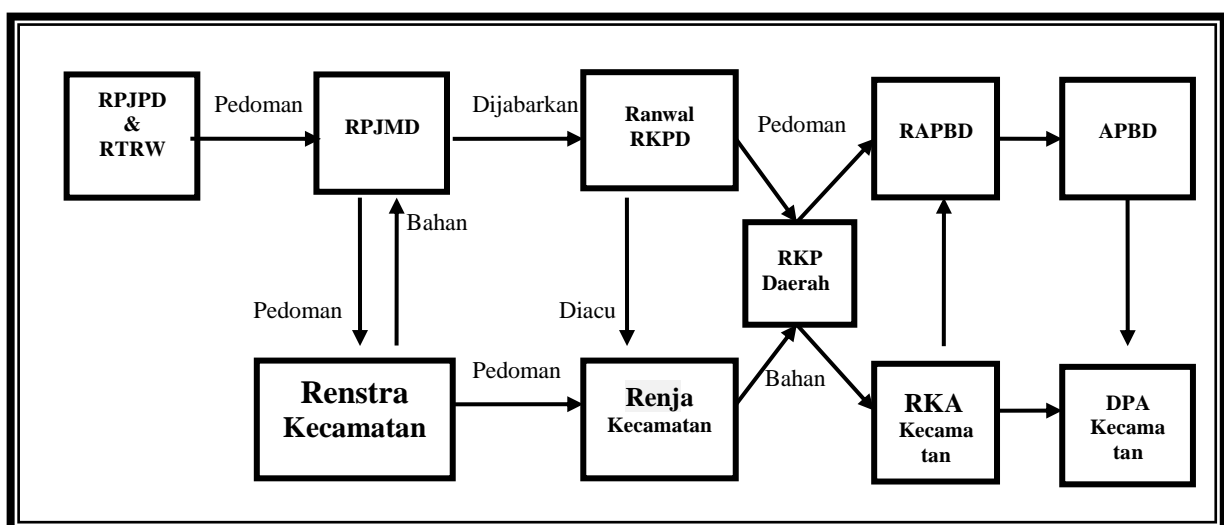 RPJPD
&
RTRW
Pedoman
RPJMD
Dijabarkan
Ranwal
RKPD
Pedoman
RAPBD
APBD
Bahan
RKP
Daerah
Pedoman
Diacu
Renstra
Kecamatan
Pedoman
Renja
Kecamatan
Bahan
RKA
Kecama
tan
DPA
Kecama
tan